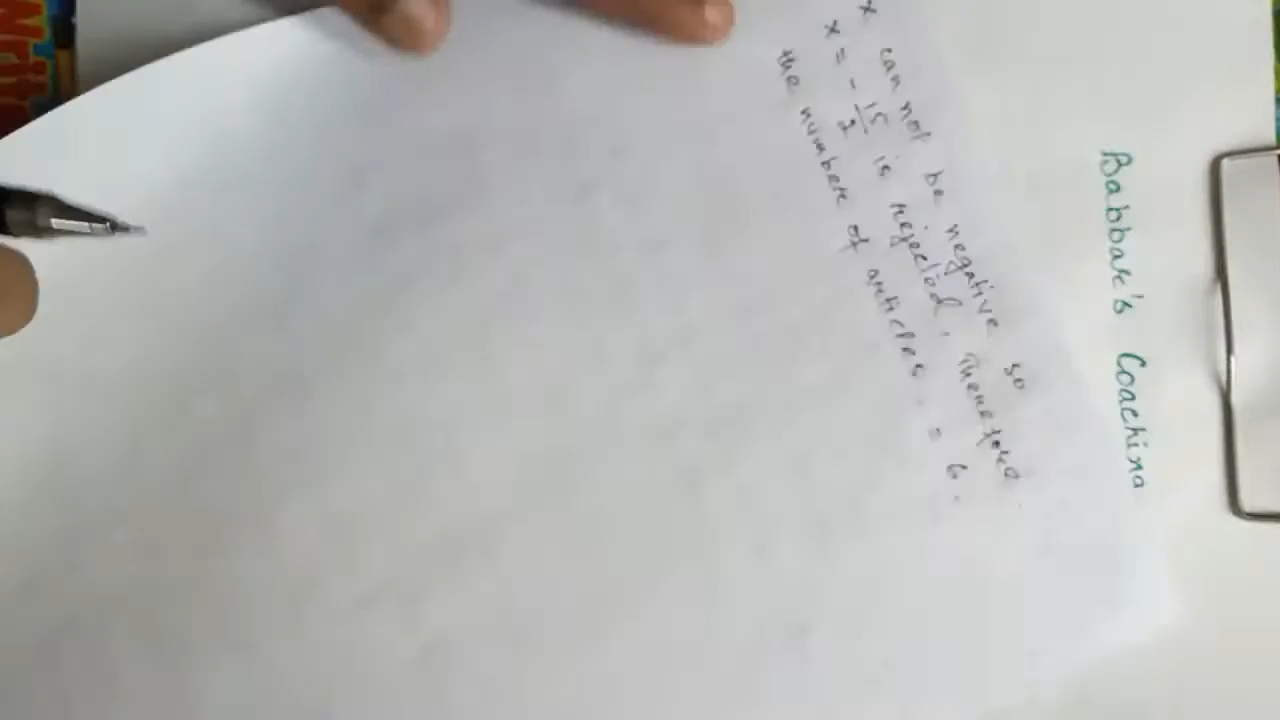 Babbar's Coaching
x can not be negative so
x = - 15/2 is rejected. Therefore
the number of articles = 6.